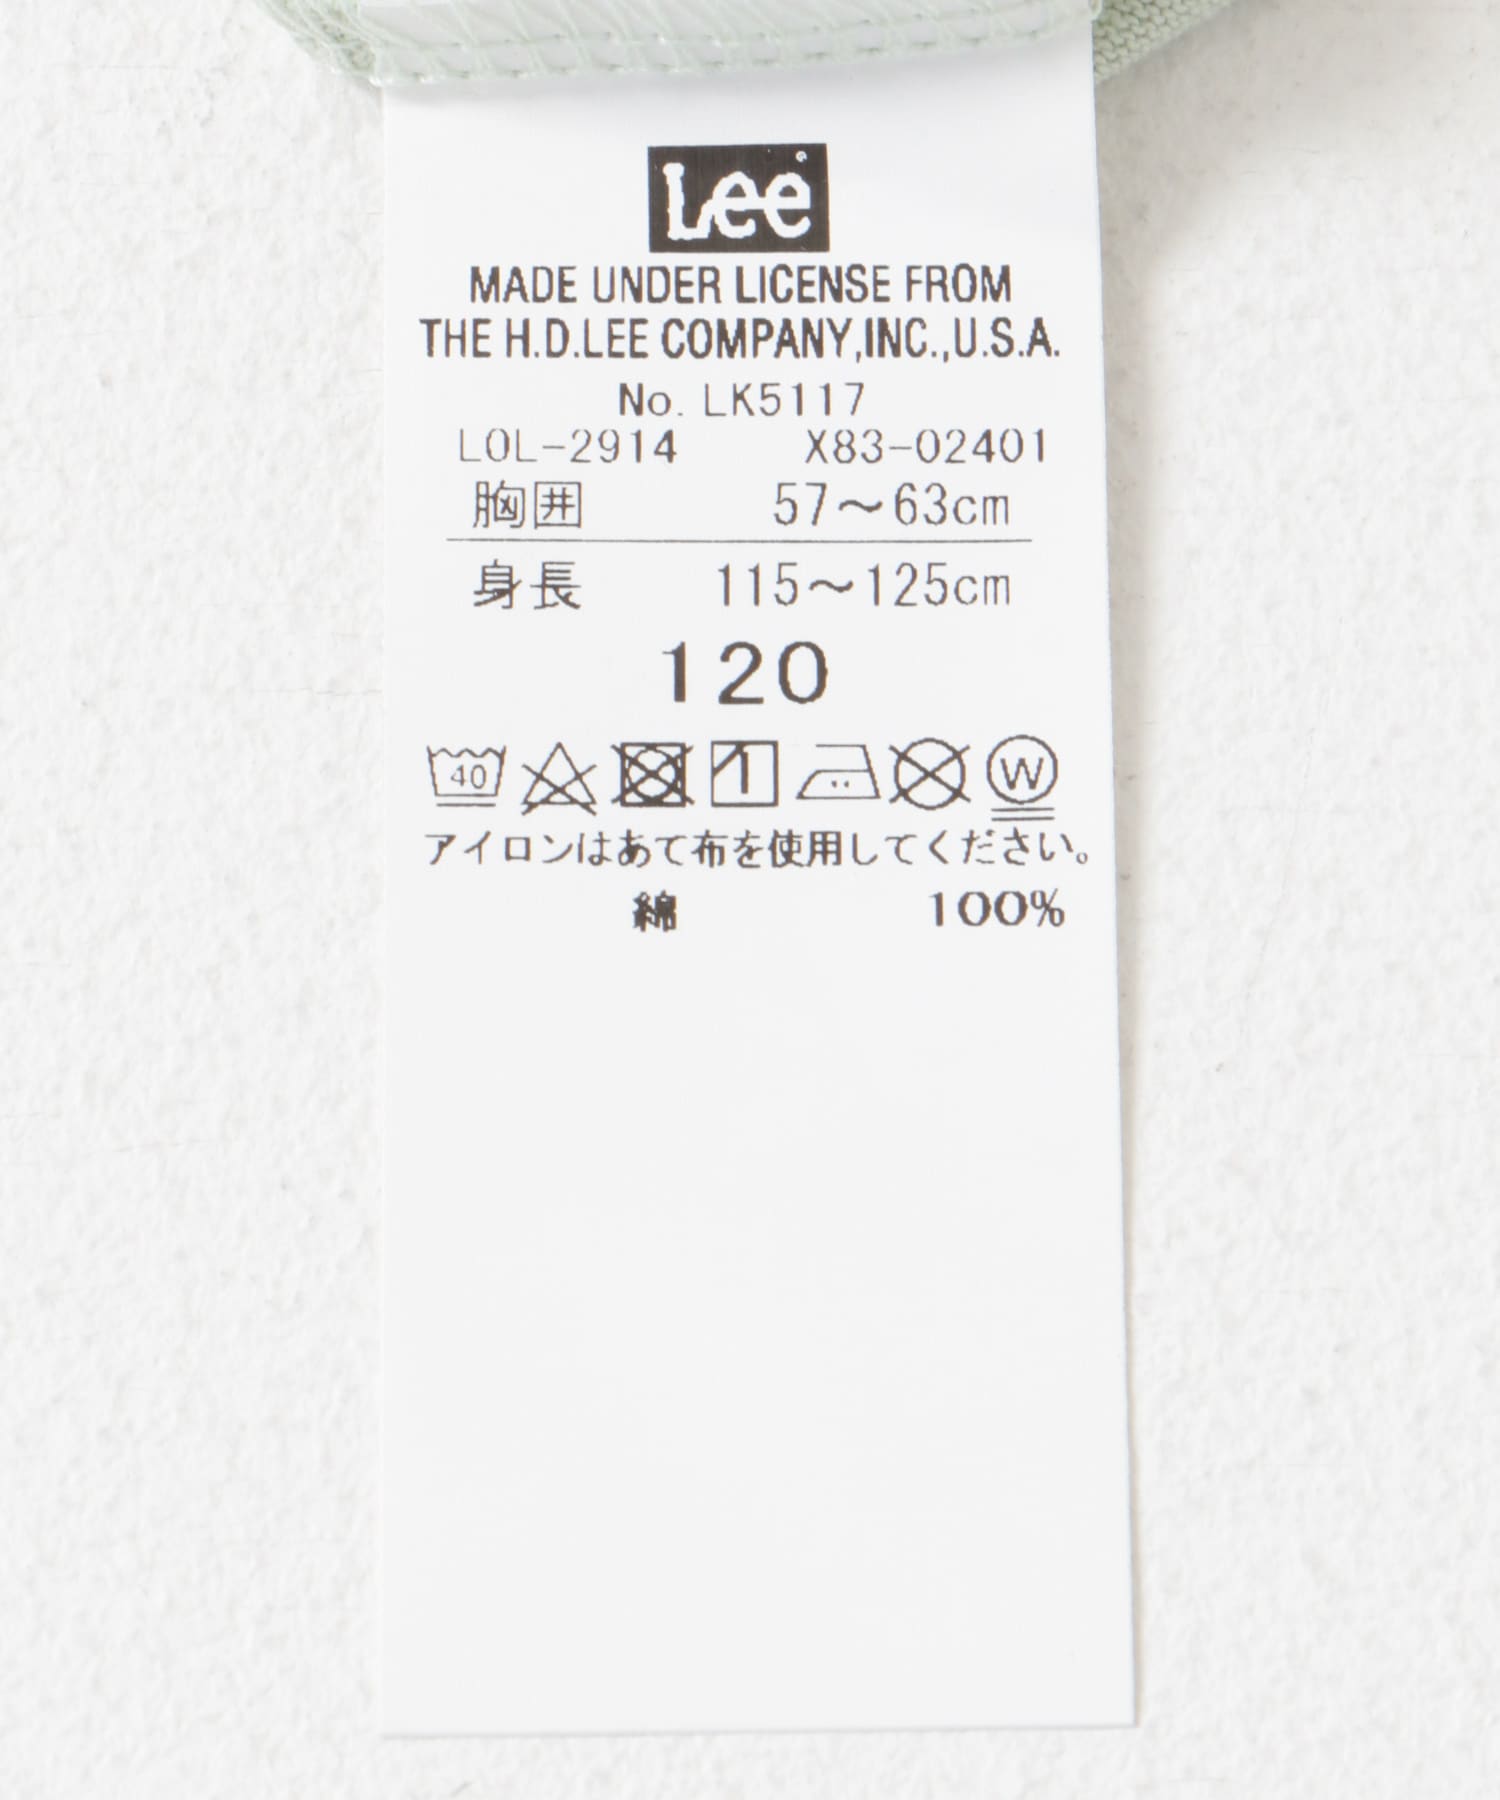 Lee
MADE UNDER LICENSE FROM
THE H.D.LEE COMPANY,INC.,U.S.A.
No. LK5117
LOL-2914 X83-02401
胸囲 57～63cm
身長 115～125cm
120
40 W
アイロンはあて布を使用してください。
綿 100%